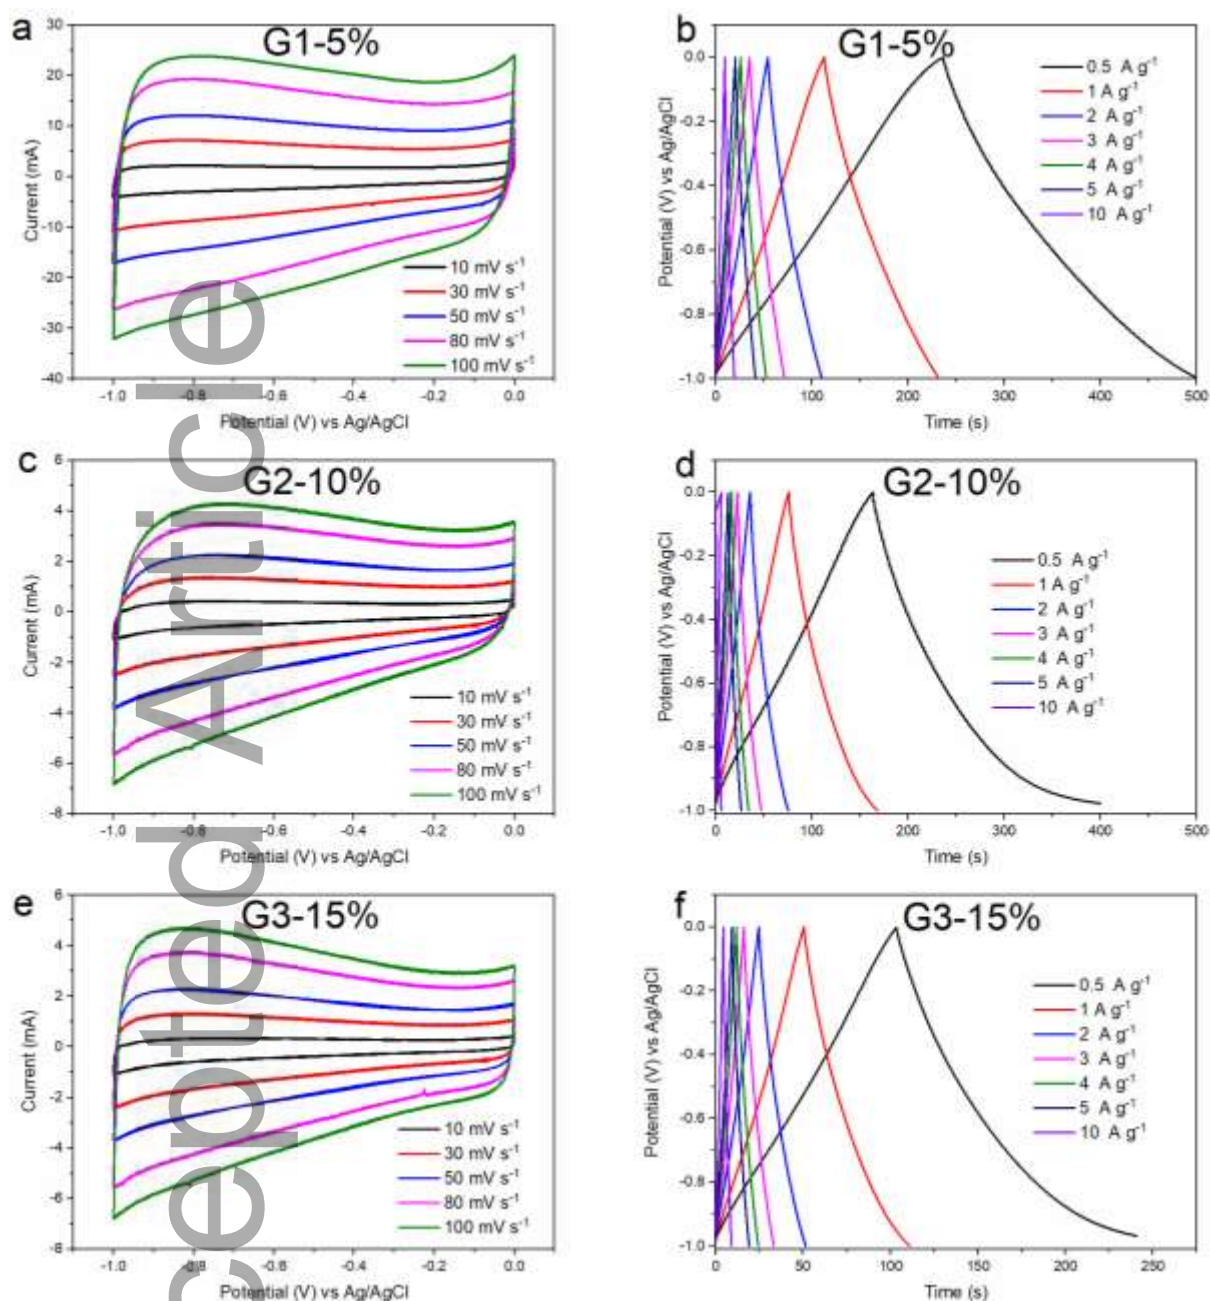 a
G1-5%
30
20
10
0
-10
-20
-30
-40
Current (mA)
10 mV s⁻¹
30 mV s⁻¹
50 mV s⁻¹
80 mV s⁻¹
100 mV s⁻¹
-1.0 -0.8 -0.6 -0.4 -0.2 0.0
Potential (V) vs Ag/AgCl
b
G1-5%
0.0
-0.2
-0.4
-0.6
-0.8
-1.0
Potential (V) vs Ag/AgCl
0.5 A g⁻¹
1 A g⁻¹
2 A g⁻¹
3 A g⁻¹
4 A g⁻¹
5 A g⁻¹
10 A g⁻¹
0 100 200 300 400 500
Time (s)
c
G2-10%
6
4
2
0
-2
-4
-6
-8
Current (mA)
10 mV s⁻¹
30 mV s⁻¹
50 mV s⁻¹
80 mV s⁻¹
100 mV s⁻¹
-1.0 -0.8 -0.6 -0.4 -0.2 0.0
Potential (V) vs Ag/AgCl
d
G2-10%
0.0
-0.2
-0.4
-0.6
-0.8
-1.0
Potential (V) vs Ag/AgCl
0.5 A g⁻¹
1 A g⁻¹
2 A g⁻¹
3 A g⁻¹
4 A g⁻¹
5 A g⁻¹
10 A g⁻¹
0 100 200 300 400 500
Time (s)
e
G3-15%
6
4
2
0
-2
-4
-6
-8
Current (mA)
10 mV s⁻¹
30 mV s⁻¹
50 mV s⁻¹
80 mV s⁻¹
100 mV s⁻¹
-1.0 -0.8 -0.6 -0.4 -0.2 0.0
Potential (V) vs Ag/AgCl
f
G3-15%
0.0
-0.2
-0.4
-0.6
-0.8
-1.0
Potential (V) vs Ag/AgCl
0.5 A g⁻¹
1 A g⁻¹
2 A g⁻¹
3 A g⁻¹
4 A g⁻¹
5 A g⁻¹
10 A g⁻¹
0 50 100 150 200 250
Time (s)
cepted Article